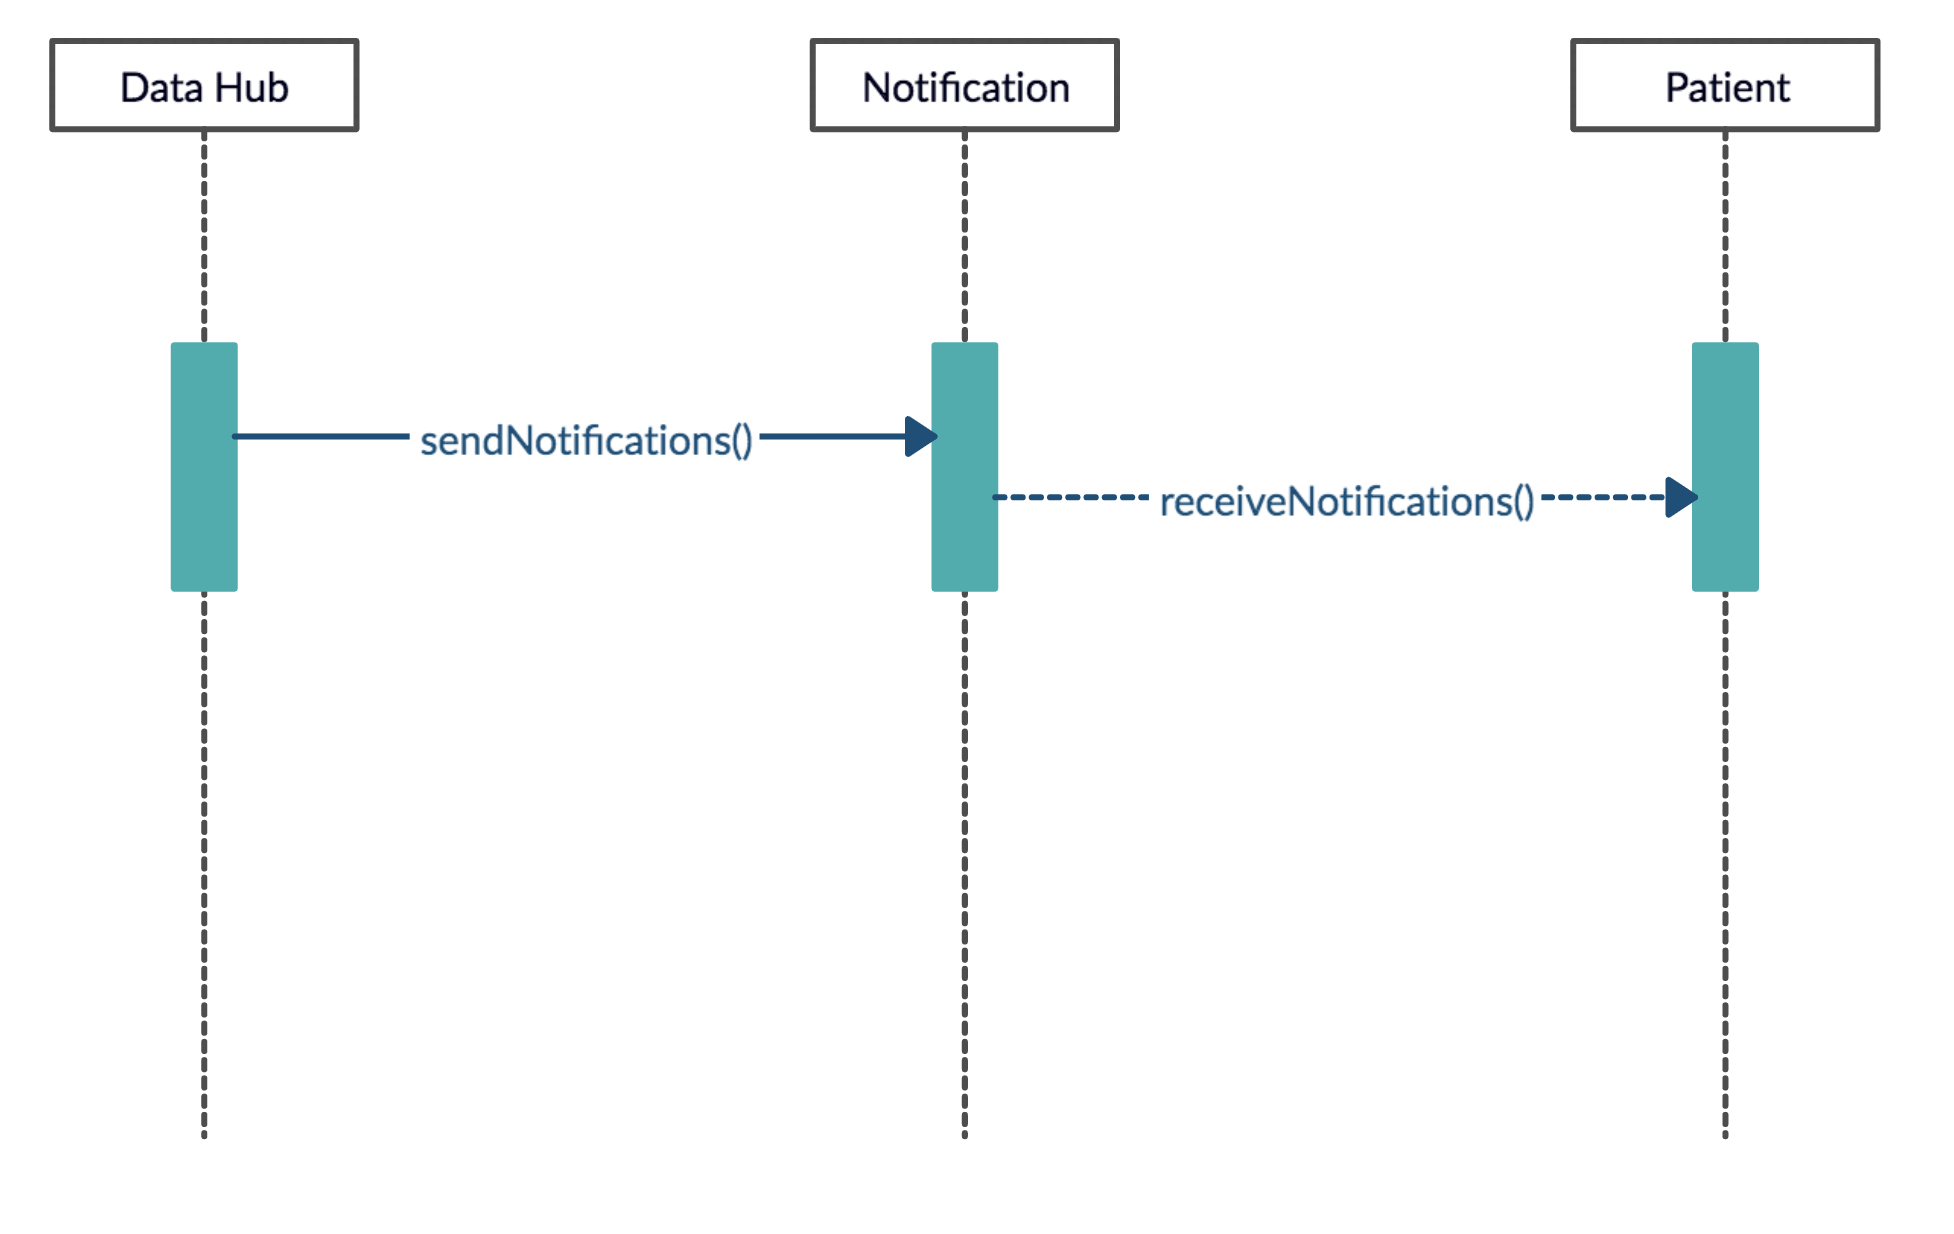 Data Hub
Notification
Patient
sendNotifications()
receiveNotifications()